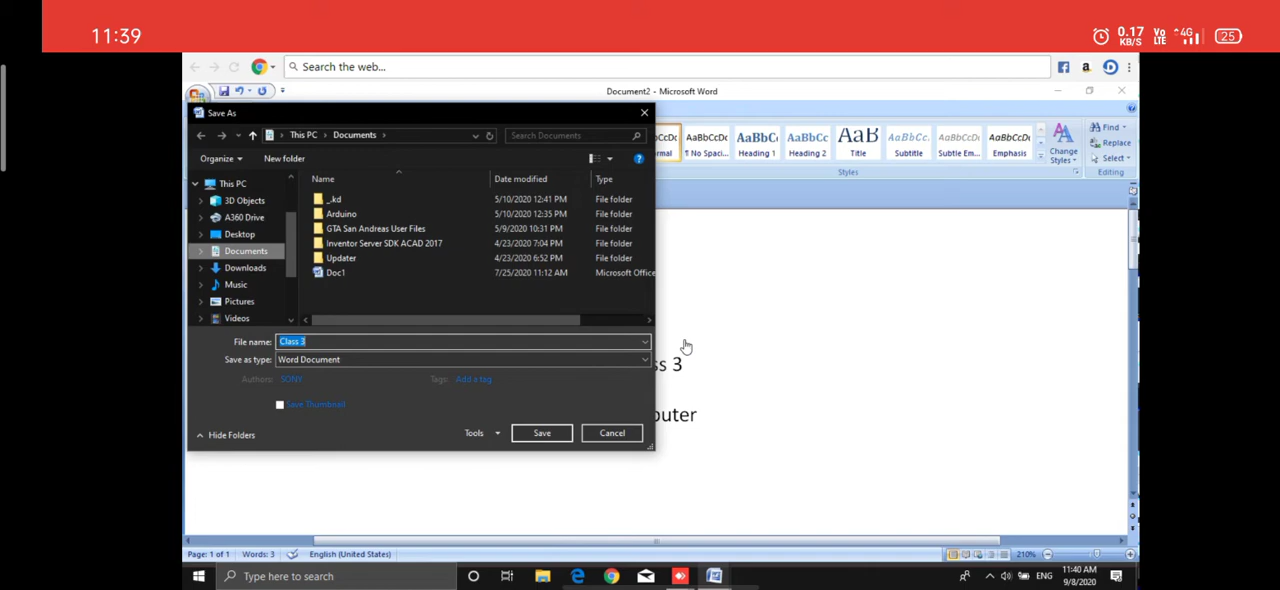 11:39
0.17 KB/S Vo LTE 4G 25
Search the web...
Document2 - Microsoft Word
Save As
This PC Documents
Search Documents
Organize New folder
Name Date modified Type
This PC
3D Objects
A360 Drive
Desktop
Documents
Downloads
Music
Pictures
Videos
_.kd 5/10/2020 12:41 PM File folder
Arduino 5/10/2020 12:35 PM File folder
GTA San Andreas User Files 5/9/2020 10:31 PM File folder
Inventor Server SDK ACAD 2017 4/23/2020 7:04 PM File folder
Updater 4/23/2020 6:52 PM File folder
Doc1 7/25/2020 11:12 AM Microsoft Office
File name: Class 3
Save as type: Word Document
Authors: SONY Tags: Add a tag
Save Thumbnail
Hide Folders Tools Save Cancel
AaBbCcDc AaBbCcDc AaBbC AaBbCc AaB AaBbCc AaBbCcDc AaBbCcDc
rmal ¶ No Spaci... Heading 1 Heading 2 Title Subtitle Subtle Em... Emphasis
Change Styles
Styles
Find
Replace
Select
Editing
ss 3
puter
Page: 1 of 1 Words: 3 English (United States) 210%
Type here to search
ENG 11:40 AM
9/8/2020